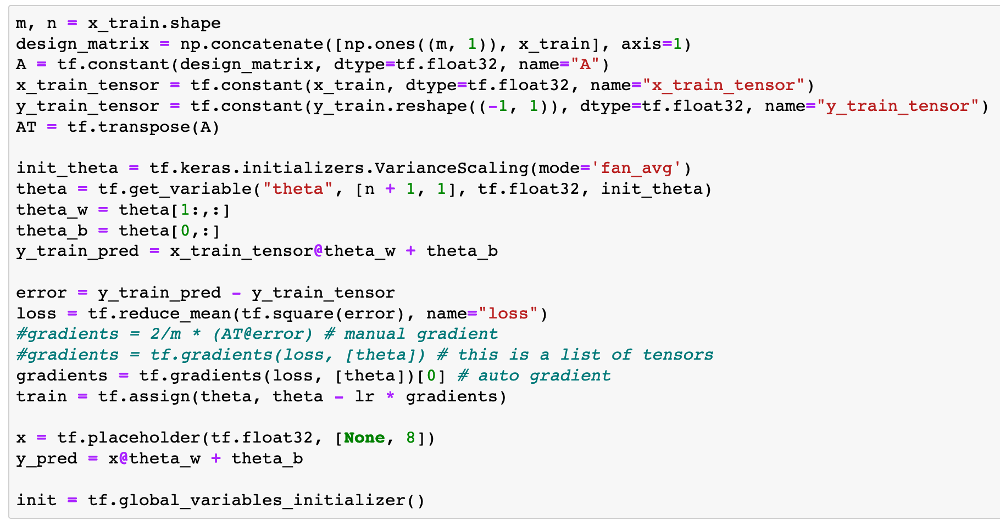 m, n = x_train.shape
design_matrix = np.concatenate([np.ones((m, 1)), x_train], axis=1)
A = tf.constant(design_matrix, dtype=tf.float32, name="A")
x_train_tensor = tf.constant(x_train, dtype=tf.float32, name="x_train_tensor")
y_train_tensor = tf.constant(y_train.reshape((-1, 1)), dtype=tf.float32, name="y_train_tensor")
AT = tf.transpose(A)

init_theta = tf.keras.initializers.VarianceScaling(mode='fan_avg')
theta = tf.get_variable("theta", [n + 1, 1], tf.float32, init_theta)
theta_w = theta[1:,:]
theta_b = theta[0,:]
y_train_pred = x_train_tensor@theta_w + theta_b

error = y_train_pred - y_train_tensor
loss = tf.reduce_mean(tf.square(error), name="loss")
#gradients = 2/m * (AT@error) # manual gradient
#gradients = tf.gradients(loss, [theta]) # this is a list of tensors
gradients = tf.gradients(loss, [theta])[0] # auto gradient
train = tf.assign(theta, theta - lr * gradients)

x = tf.placeholder(tf.float32, [None, 8])
y_pred = x@theta_w + theta_b

init = tf.global_variables_initializer()